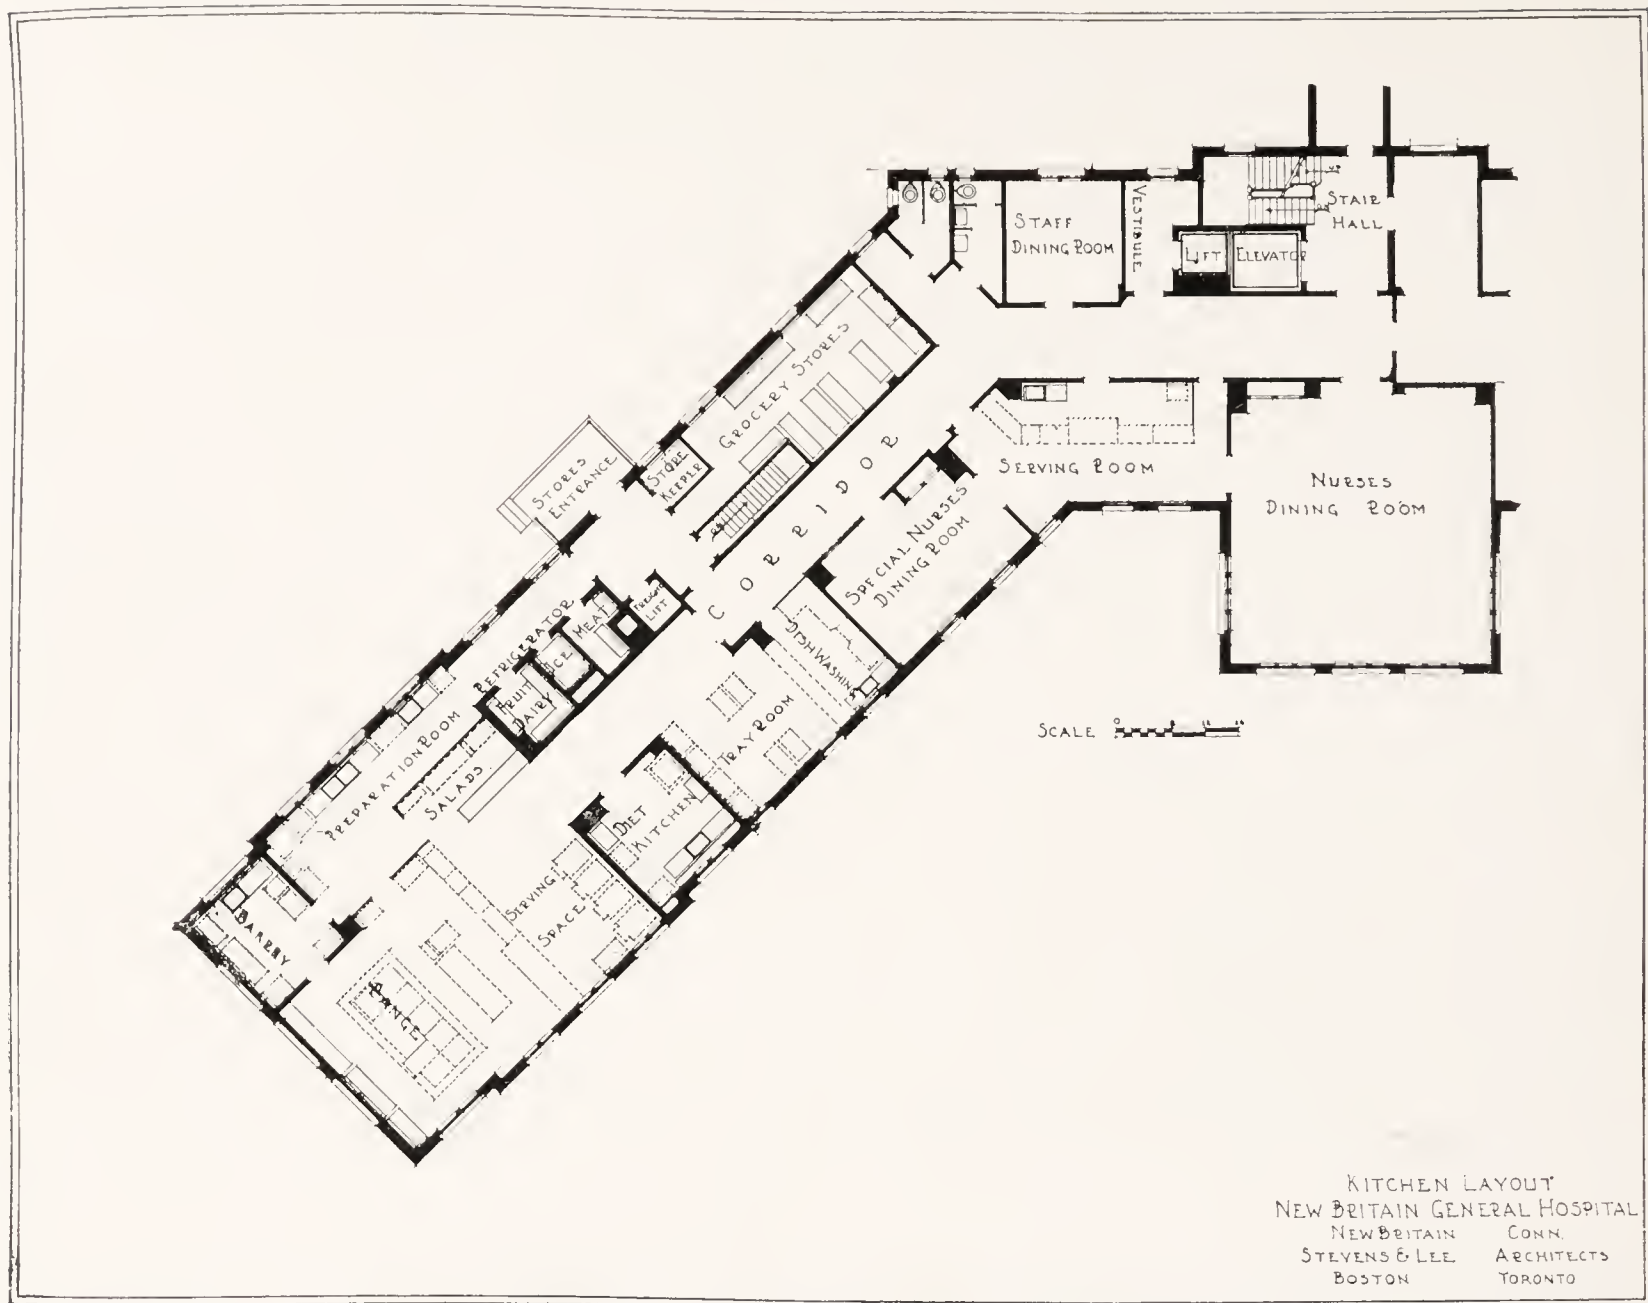 STAFF
DINING ROOM
VESTIBULE
UP
DN
STAIR
HALL
LIFT
ELEVATOR
GROCERY STORES
STORE
KEEPER
STORES
ENTRANCE
CORRIDOR
SERVING ROOM
NURSES
DINING ROOM
SPECIAL NURSES
DINING ROOM
FREIGHT
LIFT
MEAT
REFRIGERATOR
ICE
FRUIT
DAIRY
DISH WASHING
TRAY ROOM
PREPARATION ROOM
SALADS
DIET
KITCHEN
SERVING
SPACE
BAKERY
RANGE
SCALE
KITCHEN LAYOUT
NEW BRITAIN GENERAL HOSPITAL
NEW BRITAIN CONN.
STEVENS & LEE ARCHITECTS
BOSTON TORONTO